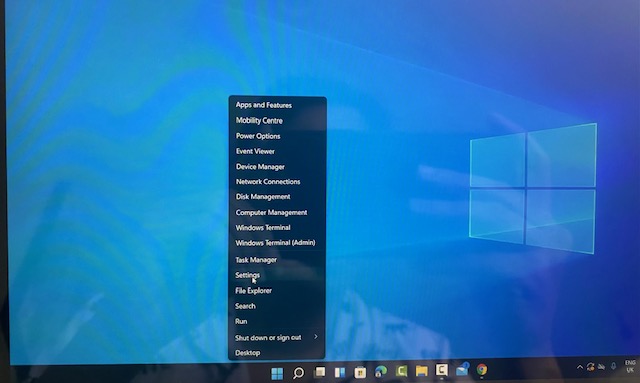 Apps and Features
Mobility Centre
Power Options
Event Viewer
Device Manager
Network Connections
Disk Management
Computer Management
Windows Terminal
Windows Terminal (Admin)
Task Manager
Settings
File Explorer
Search
Run
Shut down or sign out
Desktop
ENG
UK